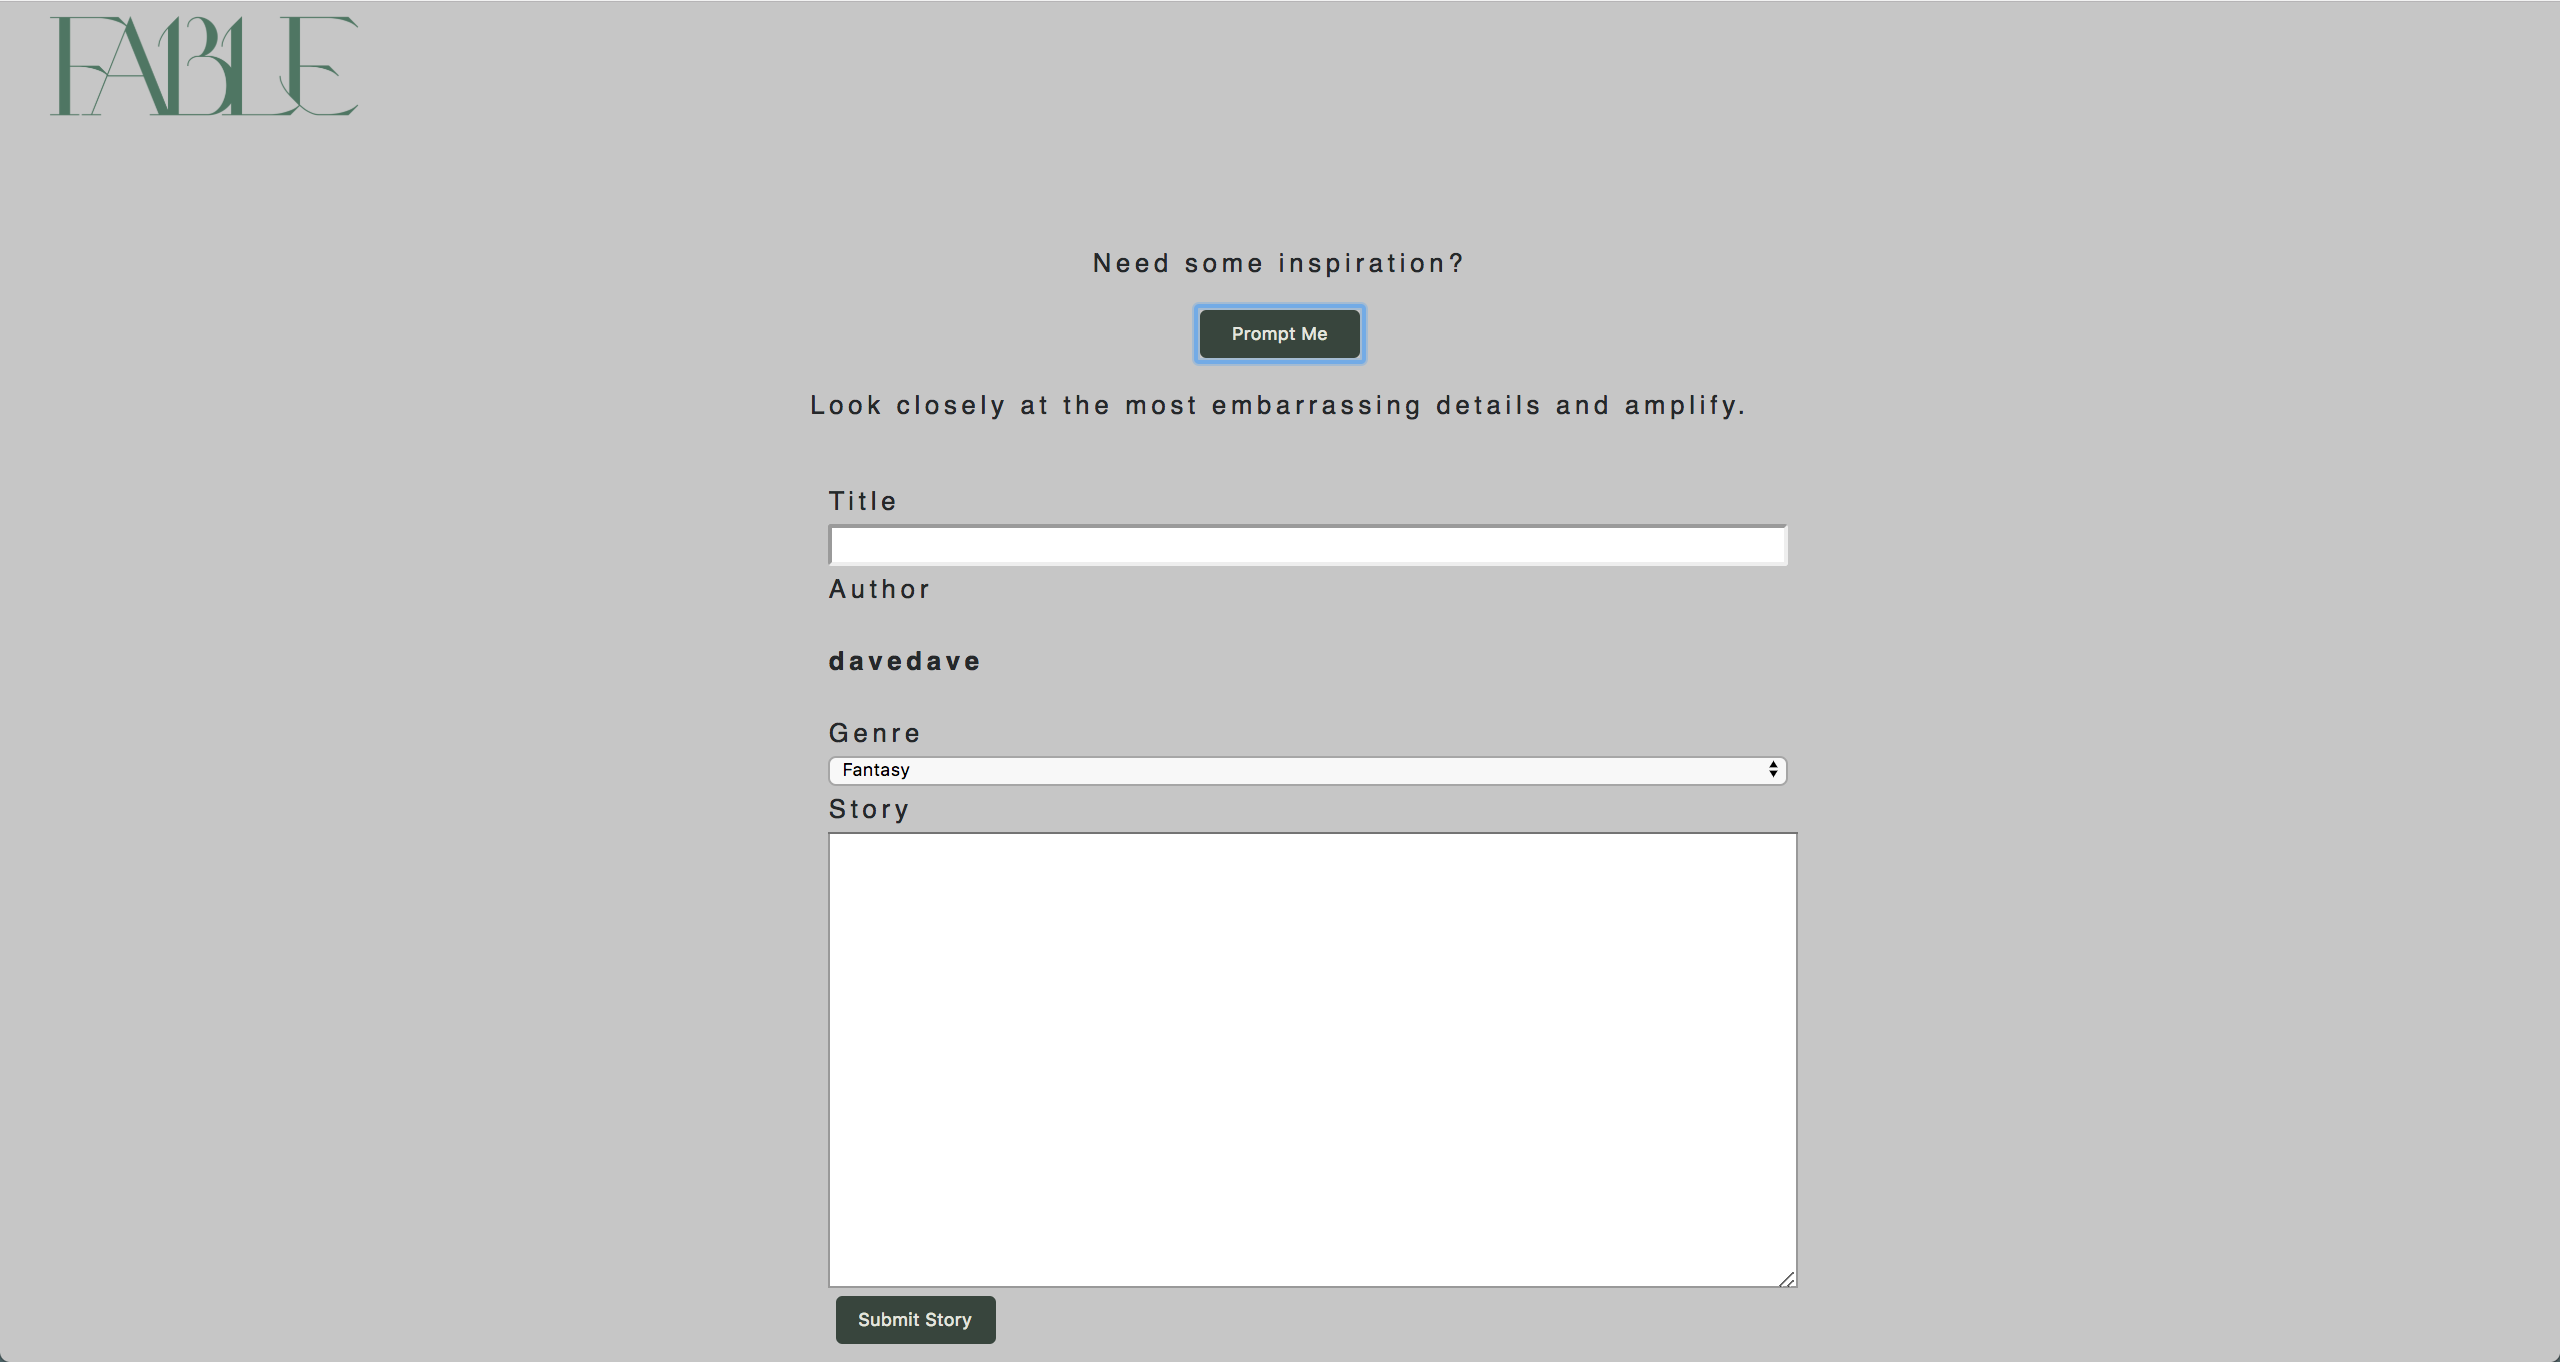 FABLE
Need some inspiration?
Prompt Me
Look closely at the most embarrassing details and amplify.
Title
Author
davedave
Genre
Fantasy
Story
Submit Story